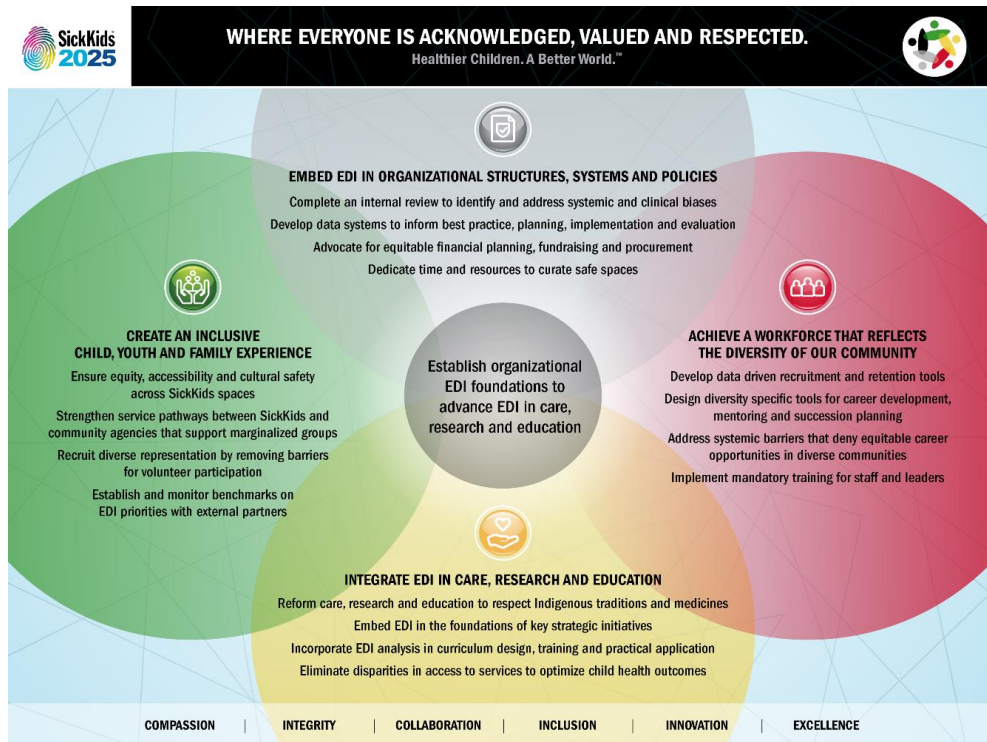 SickKids
2025
WHERE EVERYONE IS ACKNOWLEDGED, VALUED AND RESPECTED.
Healthier Children. A Better World.™
EMBED EDI IN ORGANIZATIONAL STRUCTURES, SYSTEMS AND POLICIES
Complete an internal review to identify and address systemic and clinical biases
Develop data systems to inform best practice, planning, implementation and evaluation
Advocate for equitable financial planning, fundraising and procurement
Dedicate time and resources to curate safe spaces
CREATE AN INCLUSIVE
CHILD, YOUTH AND FAMILY EXPERIENCE
Ensure equity, accessibility and cultural safety
across SickKids spaces
Strengthen service pathways between SickKids and
community agencies that support marginalized groups
Recruit diverse representation by removing barriers
for volunteer participation
Establish and monitor benchmarks on
EDI priorities with external partners
Establish organizational
EDI foundations to
advance EDI in care,
research and education
ACHIEVE A WORKFORCE THAT REFLECTS
THE DIVERSITY OF OUR COMMUNITY
Develop data driven recruitment and retention tools
Design diversity specific tools for career development,
mentoring and succession planning
Address systemic barriers that deny equitable career
opportunities in diverse communities
Implement mandatory training for staff and leaders
INTEGRATE EDI IN CARE, RESEARCH AND EDUCATION
Reform care, research and education to respect Indigenous traditions and medicines
Embed EDI in the foundations of key strategic initiatives
Incorporate EDI analysis in curriculum design, training and practical application
Eliminate disparities in access to services to optimize child health outcomes
COMPASSION | INTEGRITY | COLLABORATION | INCLUSION | INNOVATION | EXCELLENCE